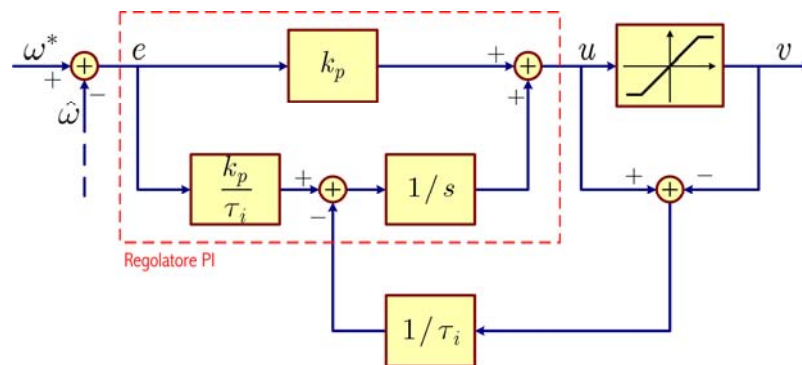 ω* e k_p u v
+ + − + + +
ω̂
k_p / τ_i + − 1/s + −
Regolatore PI
1/τ_i